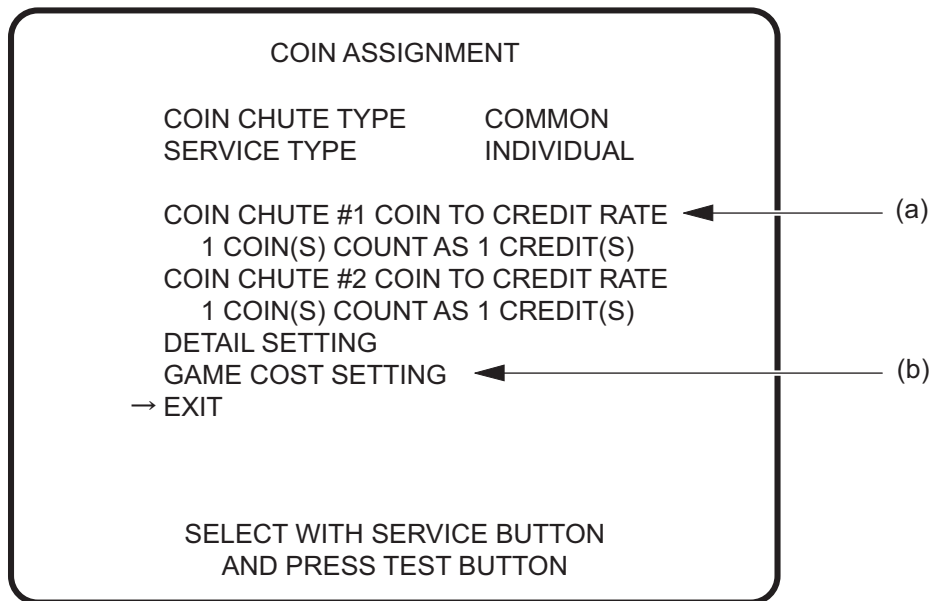 COIN ASSIGNMENT
COIN CHUTE TYPE COMMON
SERVICE TYPE INDIVIDUAL
COIN CHUTE #1 COIN TO CREDIT RATE (a)
1 COIN(S) COUNT AS 1 CREDIT(S)
COIN CHUTE #2 COIN TO CREDIT RATE
1 COIN(S) COUNT AS 1 CREDIT(S)
DETAIL SETTING
GAME COST SETTING (b)
→ EXIT
SELECT WITH SERVICE BUTTON
AND PRESS TEST BUTTON